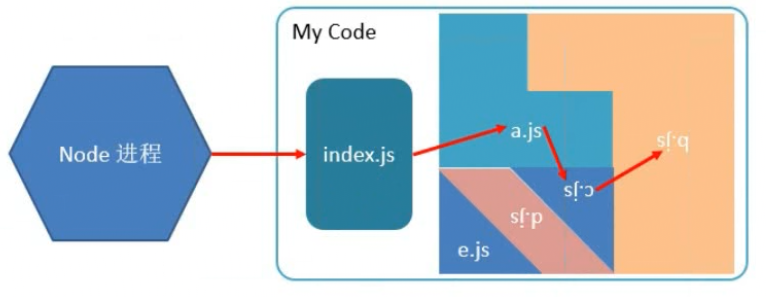 My Code
Node 进程
index.js
a.js
b.js
c.js
d.js
e.js